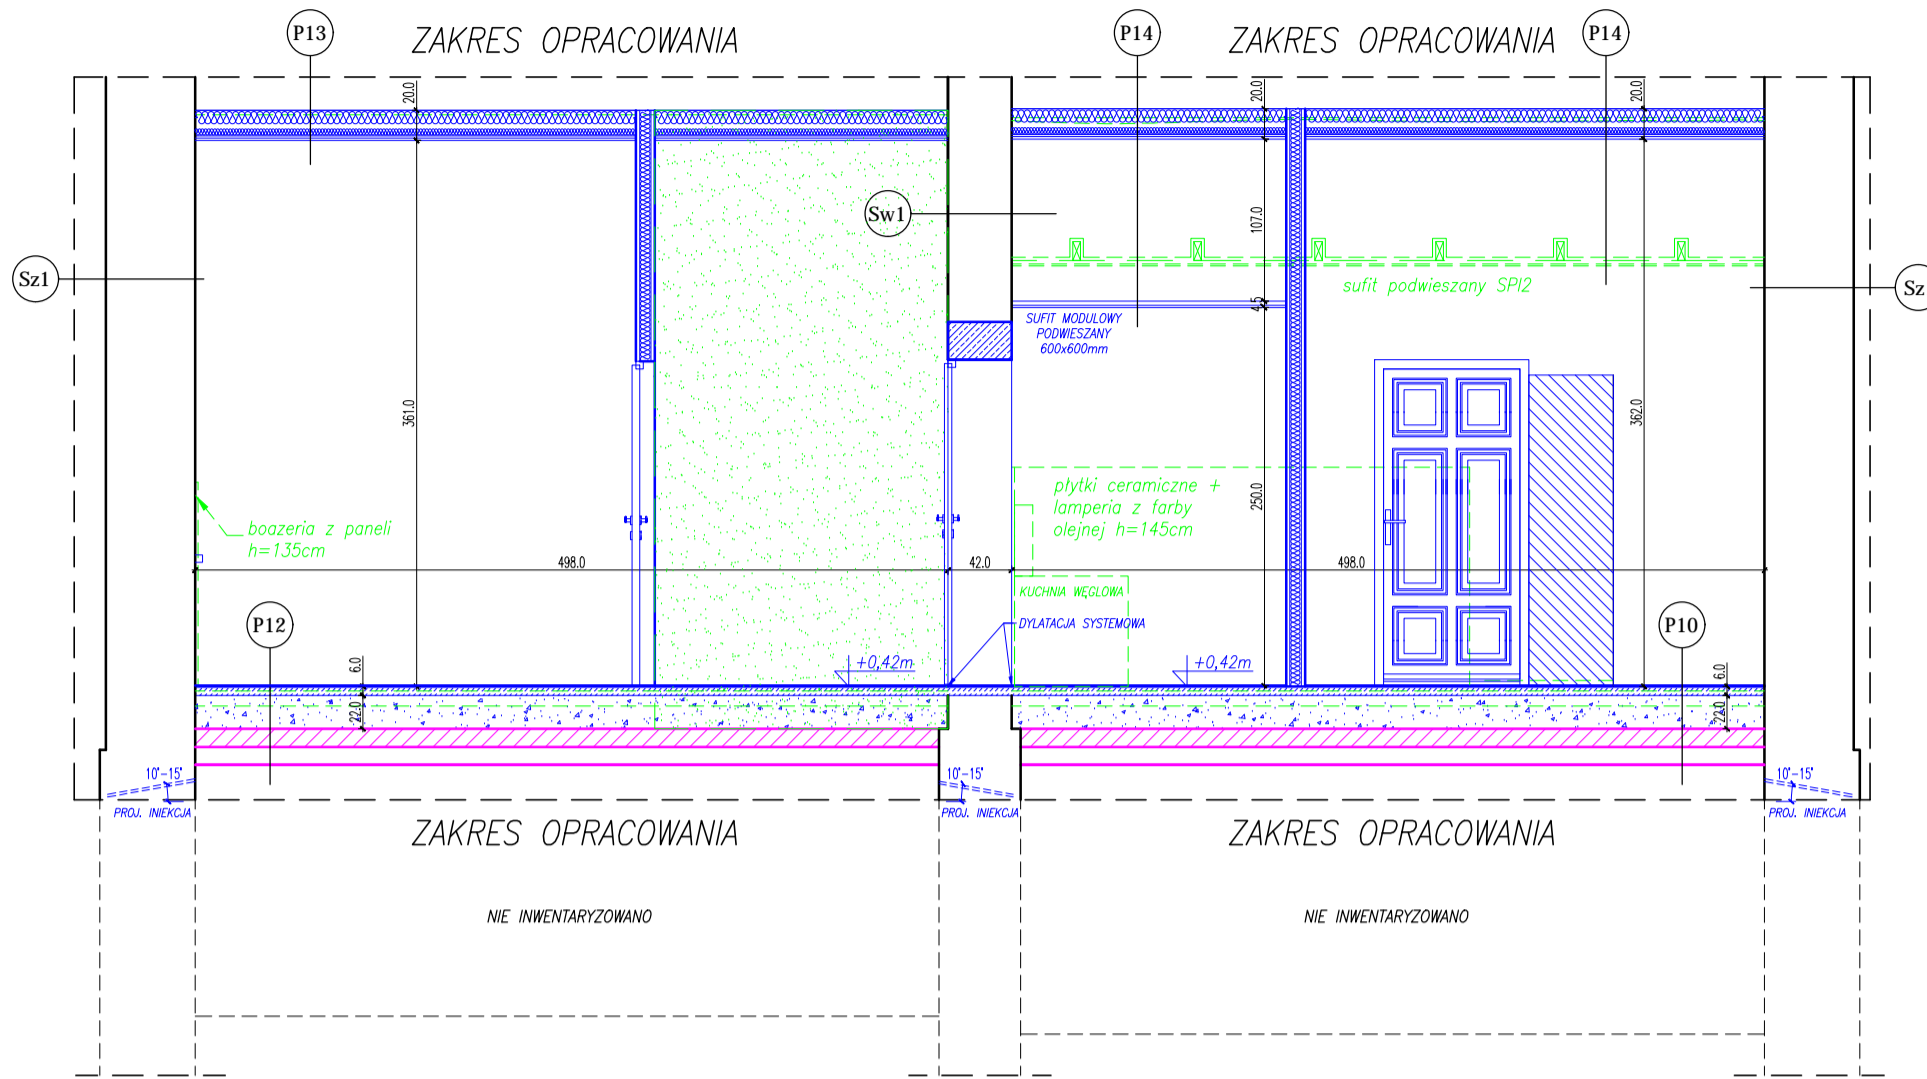 P13
ZAKRES OPRACOWANIA
P14
ZAKRES OPRACOWANIA
P14
20.0
20.0
20.0
Sw1
107.0
Sz1
Sz
sufit podwieszany SPI2
4.5
SUFIT MODULOWY
PODWIESZANY
600x600mm
361.0
362.0
250.0
płytki ceramiczne +
lamperia z farby
olejnej h=145cm
boazeria z paneli
h=135cm
498.0
42.0
498.0
KUCHNIA WĘGLOWA
DYLATACJA SYSTEMOWA
P12
P10
+0,42m
+0,42m
6.0
6.0
22.0
22.0
10°-15°
10°-15°
10°-15°
PROJ. INIEKCJA
PROJ. INIEKCJA
PROJ. INIEKCJA
ZAKRES OPRACOWANIA
ZAKRES OPRACOWANIA
NIE INWENTARYZOWANO
NIE INWENTARYZOWANO